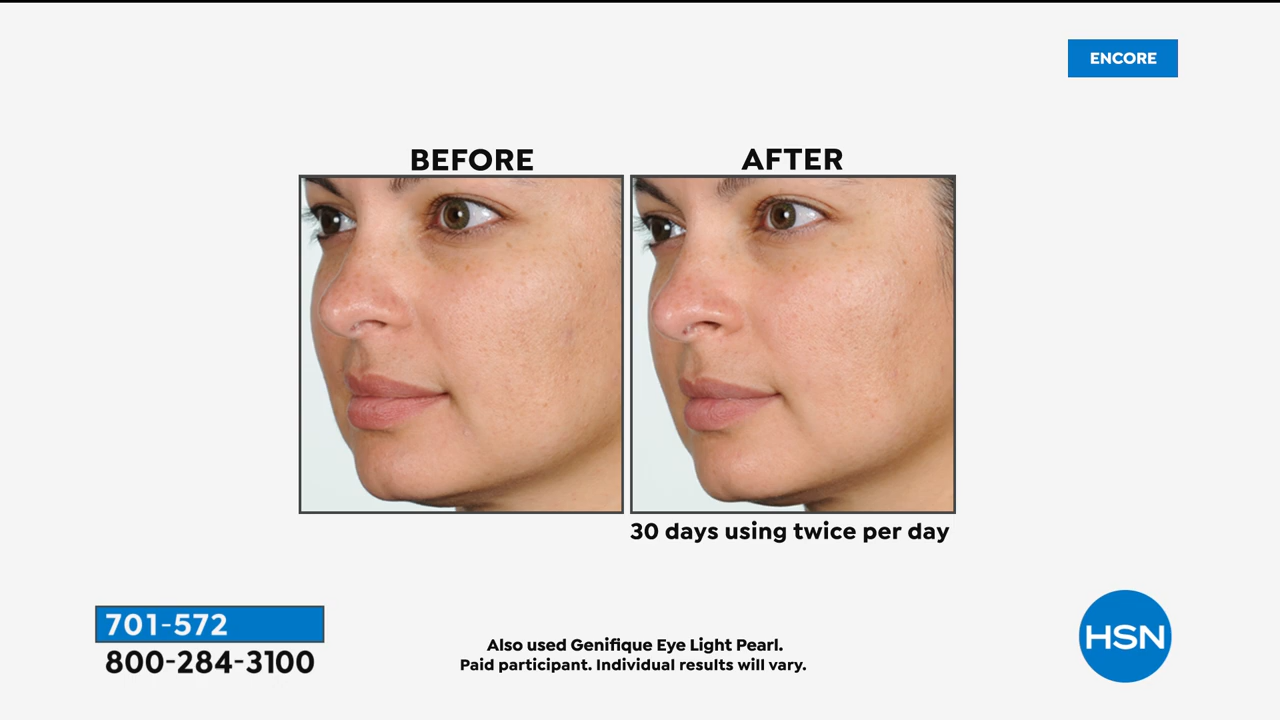 ENCORE
BEFORE
AFTER
30 days using twice per day
701-572
800-284-3100
Also used Genifique Eye Light Pearl.
Paid participant. Individual results will vary.
HSN